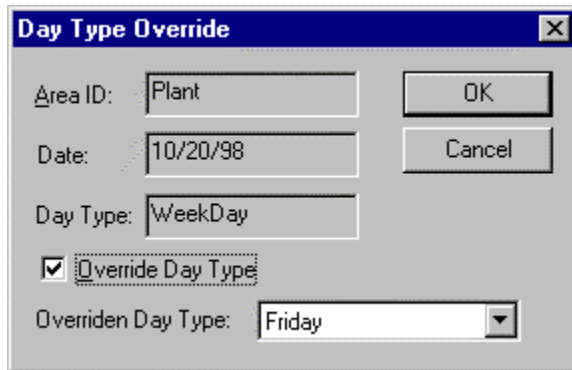 Day Type Override
Area ID: Plant OK
Date: 10/20/98 Cancel
Day Type: WeekDay
Override Day Type
Overriden Day Type: Friday